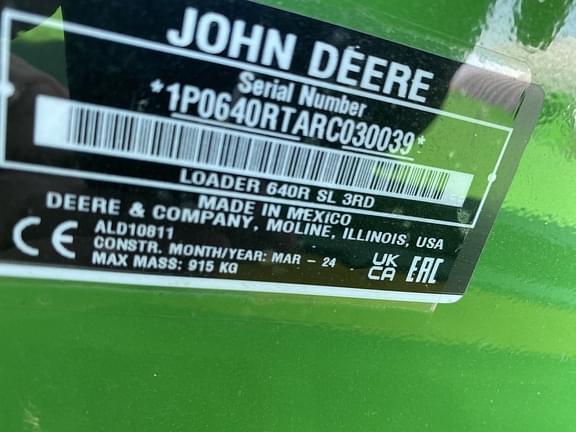 JOHN DEERE
Serial Number
*1P0640RTARC030039*
LOADER 640R SL 3RD
MADE IN MEXICO
DEERE & COMPANY, MOLINE, ILLINOIS, USA
ALD10811
CONSTR. MONTH/YEAR: MAR - 24
MAX MASS: 915 KG
CE
UK
CA
EAC